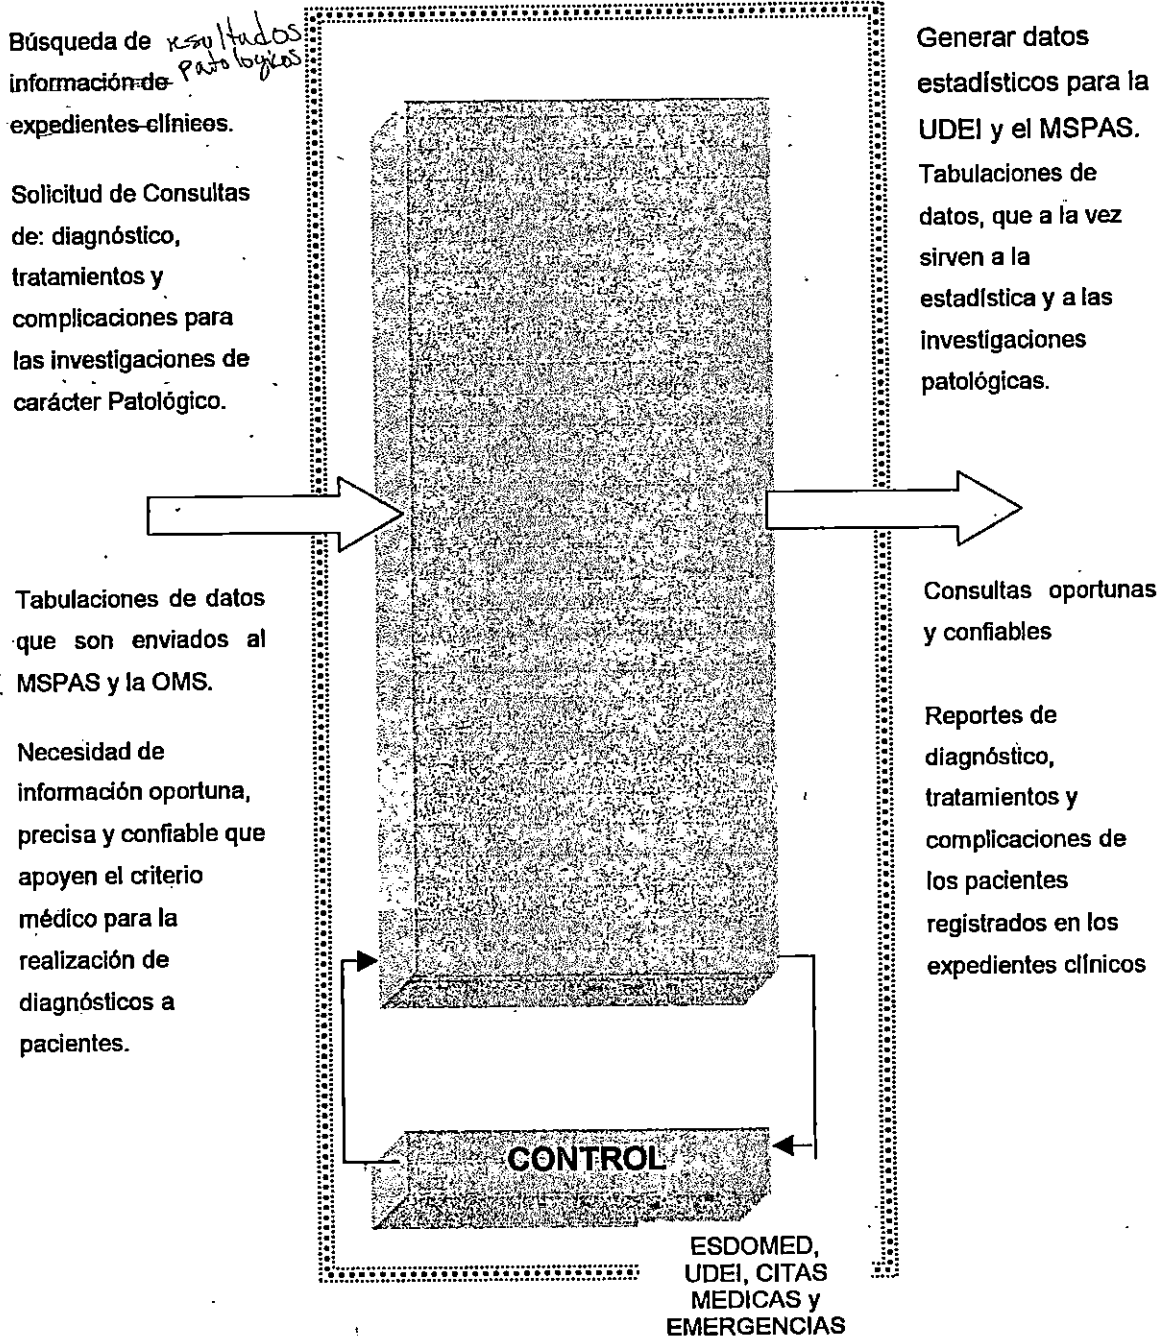 Búsqueda de resultados
patologicos
información de
expedientes clínicos.
Solicitud de Consultas
de: diagnóstico,
tratamientos y
complicaciones para
las investigaciones de
carácter Patológico.
Tabulaciones de datos
que son enviados al
MSPAS y la OMS.
Necesidad de
información oportuna,
precisa y confiable que
apoyen el criterio
médico para la
realización de
diagnósticos a
pacientes.
CONTROL
ESDOMED,
UDEI, CITAS
MEDICAS y
EMERGENCIAS
Generar datos
estadísticos para la
UDEI y el MSPAS.
Tabulaciones de
datos, que a la vez
sirven a la
estadística y a las
investigaciones
patológicas.
Consultas oportunas
y confiables
Reportes de
diagnóstico,
tratamientos y
complicaciones de
los pacientes
registrados en los
expedientes clínicos